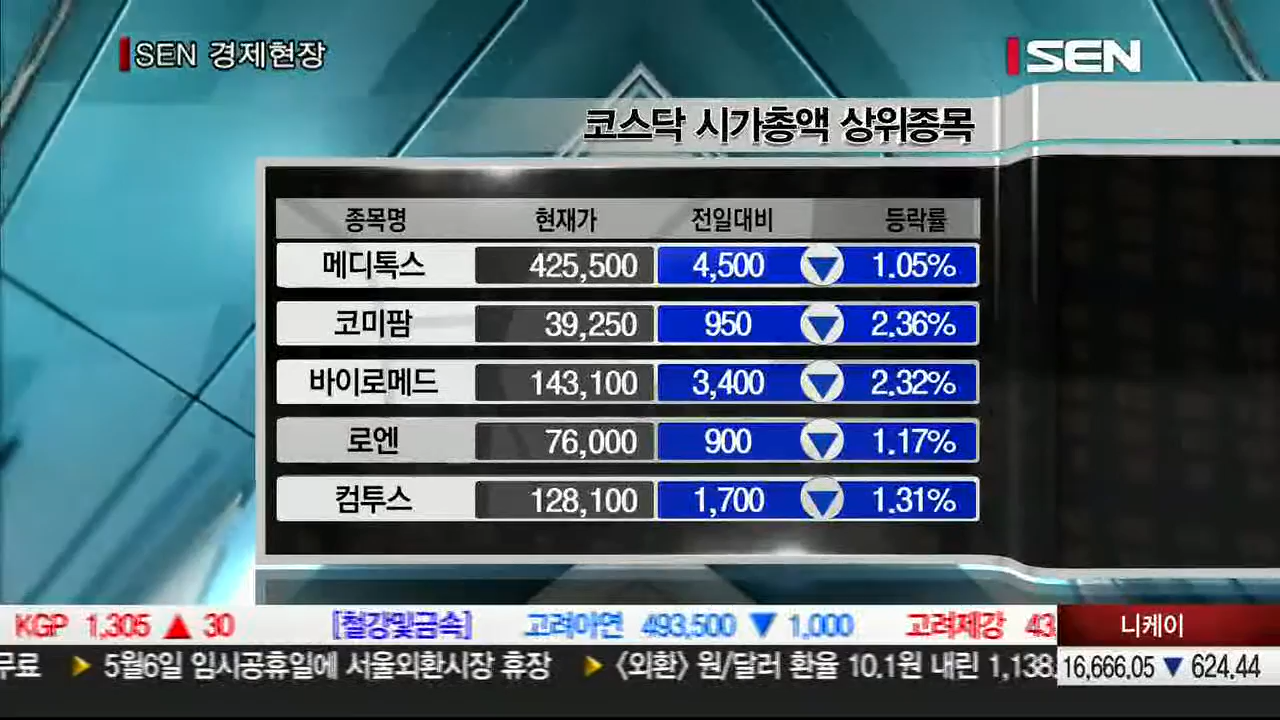 SEN 경제현장
SEN
코스닥 시가총액 상위종목
종목명 현재가 전일대비 등락률
메디톡스 425,500 4,500 ▼ 1.05%
코미팜 39,250 950 ▼ 2.36%
바이로메드 143,100 3,400 ▼ 2.32%
로엔 76,000 900 ▼ 1.17%
컴투스 128,100 1,700 ▼ 1.31%
KGP 1,305 ▲ 30 [철강및금속] 고려아연 493,500 ▼ 1,000 고려제강 43
니케이
무료 ▶ 5월6일 임시공휴일에 서울외환시장 휴장 ▶ 〈외환〉 원/달러 환율 10.1원 내린 1,138.
16,666.05 ▼ 624.44